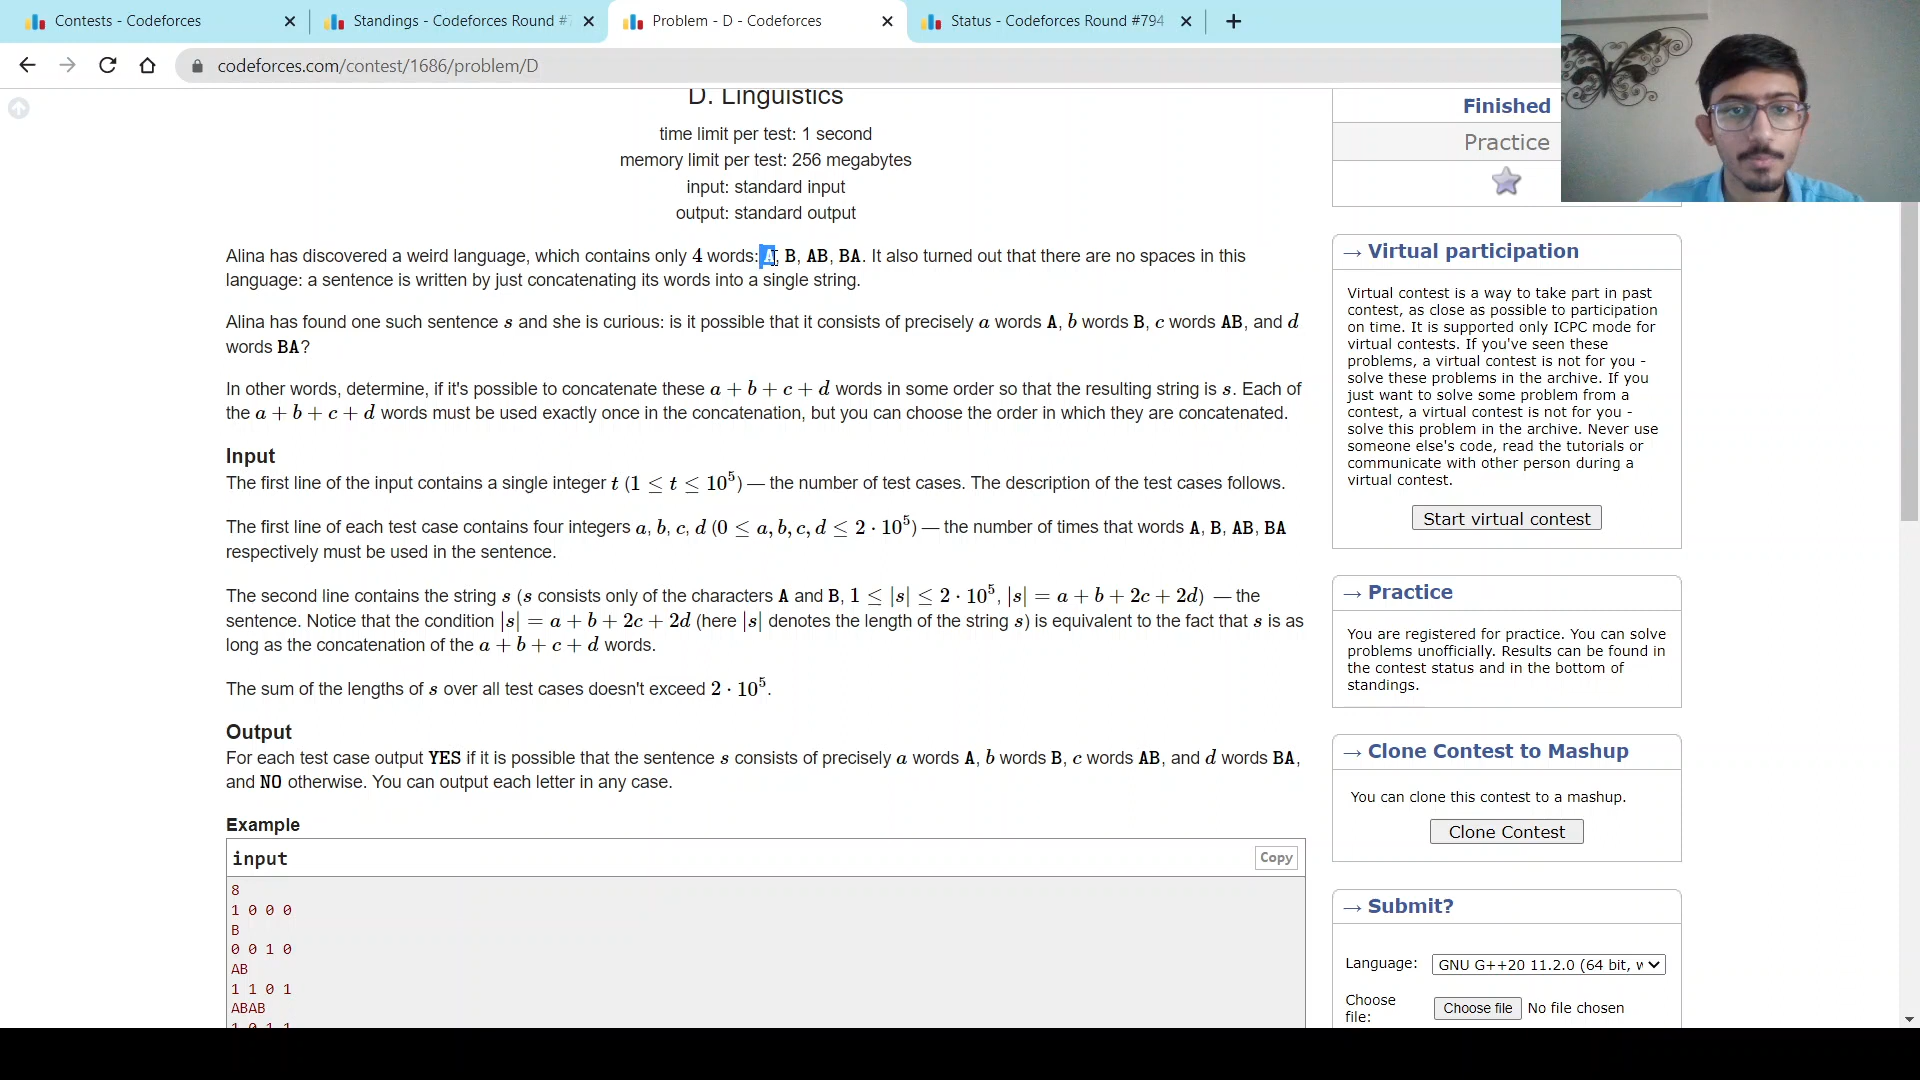 Contests - Codeforces
Standings - Codeforces Round #7
Problem - D - Codeforces
Status - Codeforces Round #794
codeforces.com/contest/1686/problem/D
D. Linguistics
time limit per test: 1 second
memory limit per test: 256 megabytes
input: standard input
output: standard output
Alina has discovered a weird language, which contains only 4 words: A, B, AB, BA. It also turned out that there are no spaces in this
language: a sentence is written by just concatenating its words into a single string.
Alina has found one such sentence s and she is curious: is it possible that it consists of precisely a words A, b words B, c words AB, and d
words BA?
In other words, determine, if it's possible to concatenate these a + b + c + d words in some order so that the resulting string is s. Each of
the a + b + c + d words must be used exactly once in the concatenation, but you can choose the order in which they are concatenated.
Input
The first line of the input contains a single integer t (1 ≤ t ≤ 10^5) — the number of test cases. The description of the test cases follows.
The first line of each test case contains four integers a, b, c, d (0 ≤ a, b, c, d ≤ 2 · 10^5) — the number of times that words A, B, AB, BA
respectively must be used in the sentence.
The second line contains the string s (s consists only of the characters A and B, 1 ≤ |s| ≤ 2 · 10^5, |s| = a + b + 2c + 2d) — the
sentence. Notice that the condition |s| = a + b + 2c + 2d (here |s| denotes the length of the string s) is equivalent to the fact that s is as
long as the concatenation of the a + b + c + d words.
The sum of the lengths of s over all test cases doesn't exceed 2 · 10^5.
Output
For each test case output YES if it is possible that the sentence s consists of precisely a words A, b words B, c words AB, and d words BA,
and NO otherwise. You can output each letter in any case.
Example
input
Copy
8
1 0 0 0
B
0 0 1 0
AB
1 1 0 1
ABAB
1 0 1 1
Finished
Practice
→ Virtual participation
Virtual contest is a way to take part in past
contest, as close as possible to participation
on time. It is supported only ICPC mode for
virtual contests. If you've seen these
problems, a virtual contest is not for you -
solve these problems in the archive. If you
just want to solve some problem from a
contest, a virtual contest is not for you -
solve this problem in the archive. Never use
someone else's code, read the tutorials or
communicate with other person during a
virtual contest.
Start virtual contest
→ Practice
You are registered for practice. You can solve
problems unofficially. Results can be found in
the contest status and in the bottom of
standings.
→ Clone Contest to Mashup
You can clone this contest to a mashup.
Clone Contest
→ Submit?
Language:
GNU G++20 11.2.0 (64 bit, w
Choose
file:
Choose file No file chosen